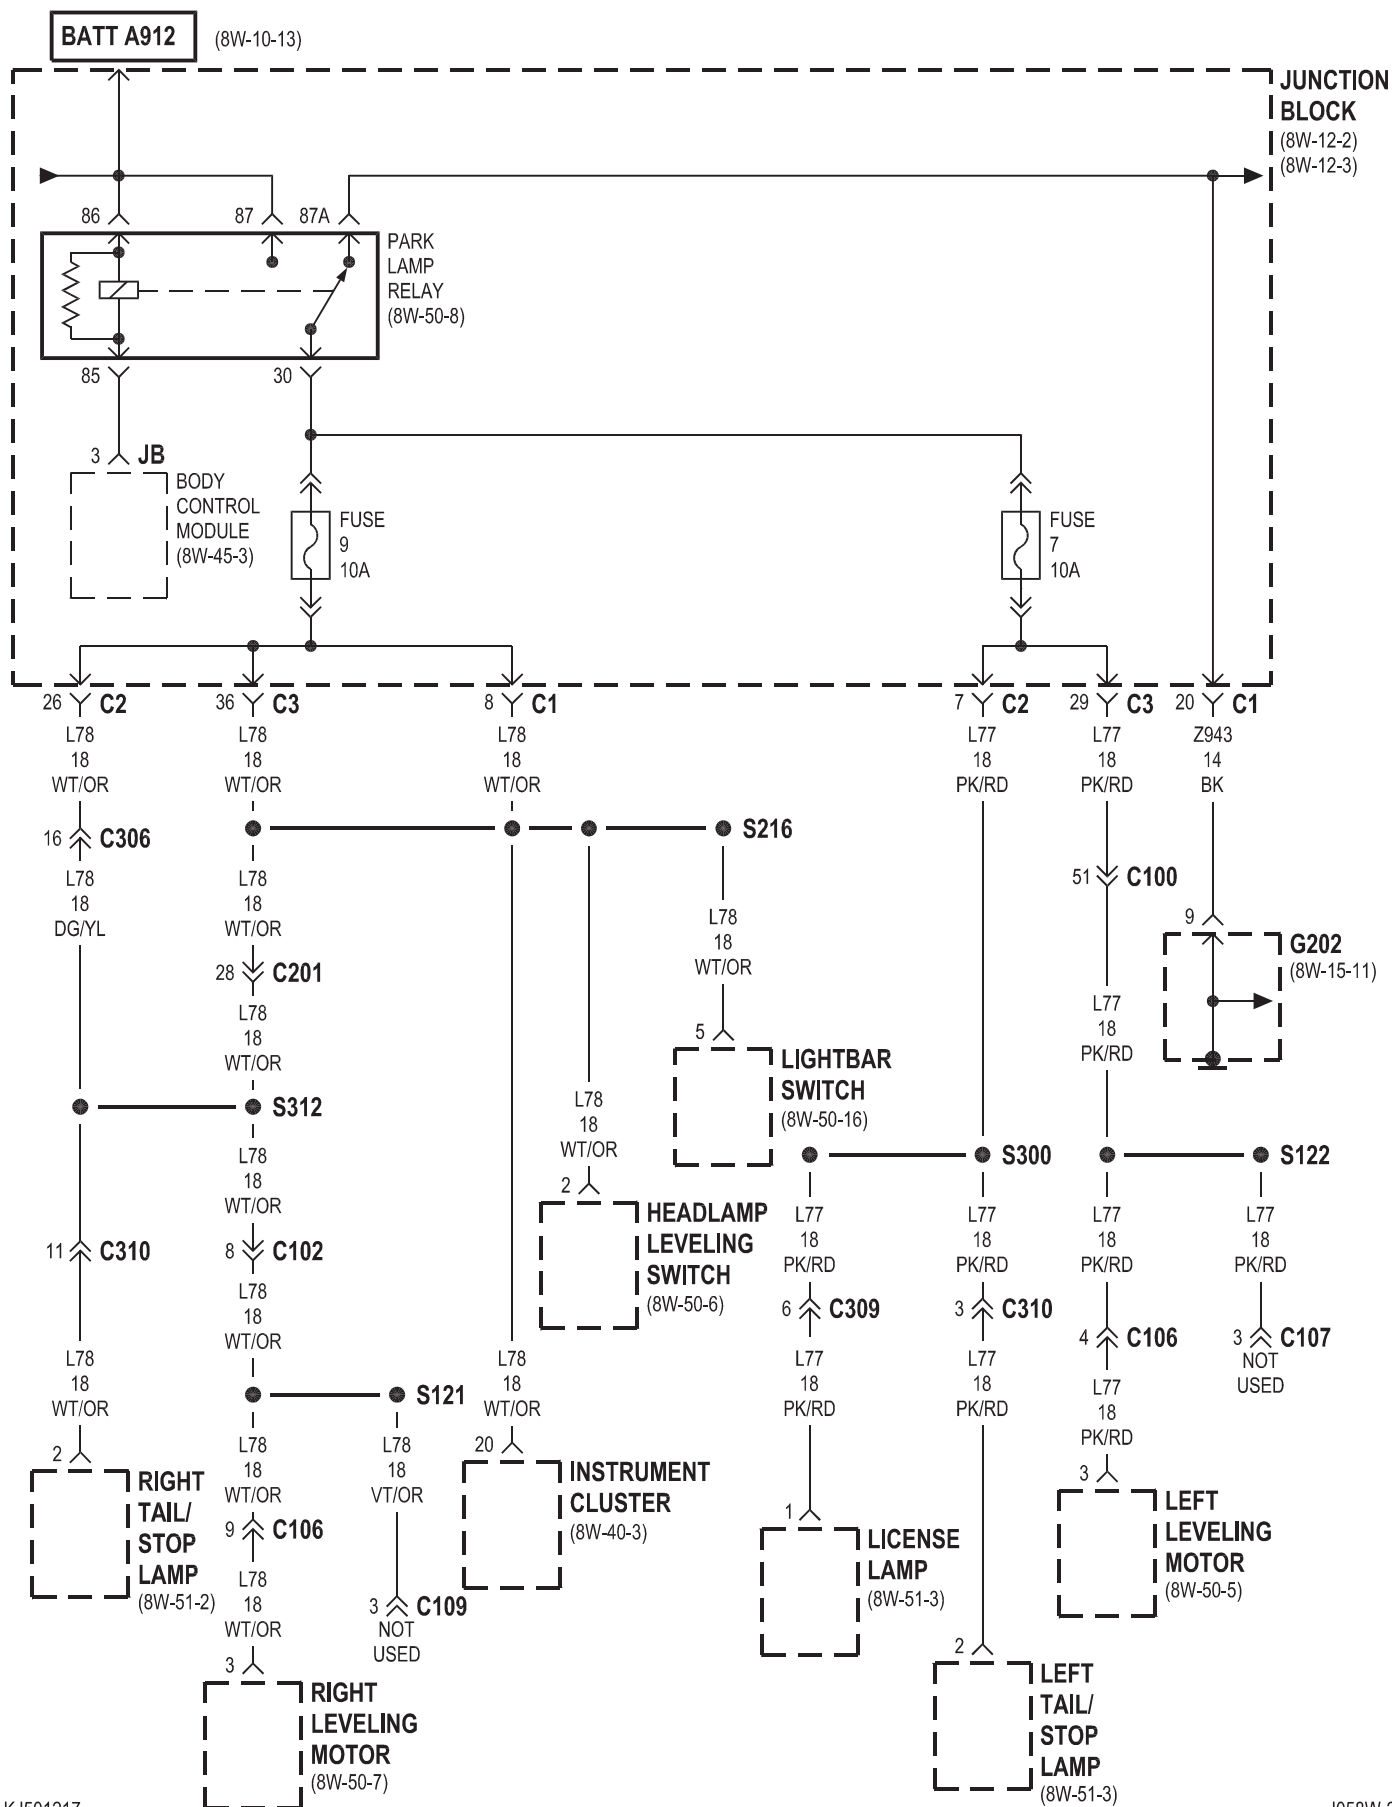 BATT A912 (8W-10-13)
JUNCTION
BLOCK
(8W-12-2)
(8W-12-3)
86 87 87A
PARK
LAMP
RELAY
(8W-50-8)
85 30
3 JB
BODY
CONTROL
MODULE
(8W-45-3)
FUSE
9
10A
FUSE
7
10A
26 C2 36 C3 8 C1 7 C2 29 C3 20 C1
L78 L78 L78 L77 L77 Z943
18 18 18 18 18 14
WT/OR WT/OR WT/OR PK/RD PK/RD BK
16 C306
S216
L78 L78
18 18
DG/YL WT/OR
51 C100
L78
18
WT/OR
9
G202
(8W-15-11)
28 C201
L78
18
WT/OR
L77
18
PK/RD
5
LIGHTBAR
SWITCH
(8W-50-16)
S312
L78
18
WT/OR
L78
18
WT/OR
S300
S122
2
HEADLAMP
LEVELING
SWITCH
(8W-50-6)
L77 L77 L77 L77
18 18 18 18
PK/RD PK/RD PK/RD PK/RD
11 C310
8 C102
L78
18
WT/OR
6 C309
3 C310
4 C106
3 C107
NOT
USED
L78
18
WT/OR
L78
18
WT/OR
L77
18
PK/RD
L77
18
PK/RD
L77
18
PK/RD
S121
2
RIGHT
TAIL/
STOP
LAMP
(8W-51-2)
L78
18
WT/OR
L78
18
VT/OR
20
INSTRUMENT
CLUSTER
(8W-40-3)
3
LEFT
LEVELING
MOTOR
(8W-50-5)
1
LICENSE
LAMP
(8W-51-3)
9 C106
L78
18
WT/OR
3 C109
NOT
USED
2
LEFT
TAIL/
STOP
LAMP
(8W-51-3)
3
RIGHT
LEVELING
MOTOR
(8W-50-7)